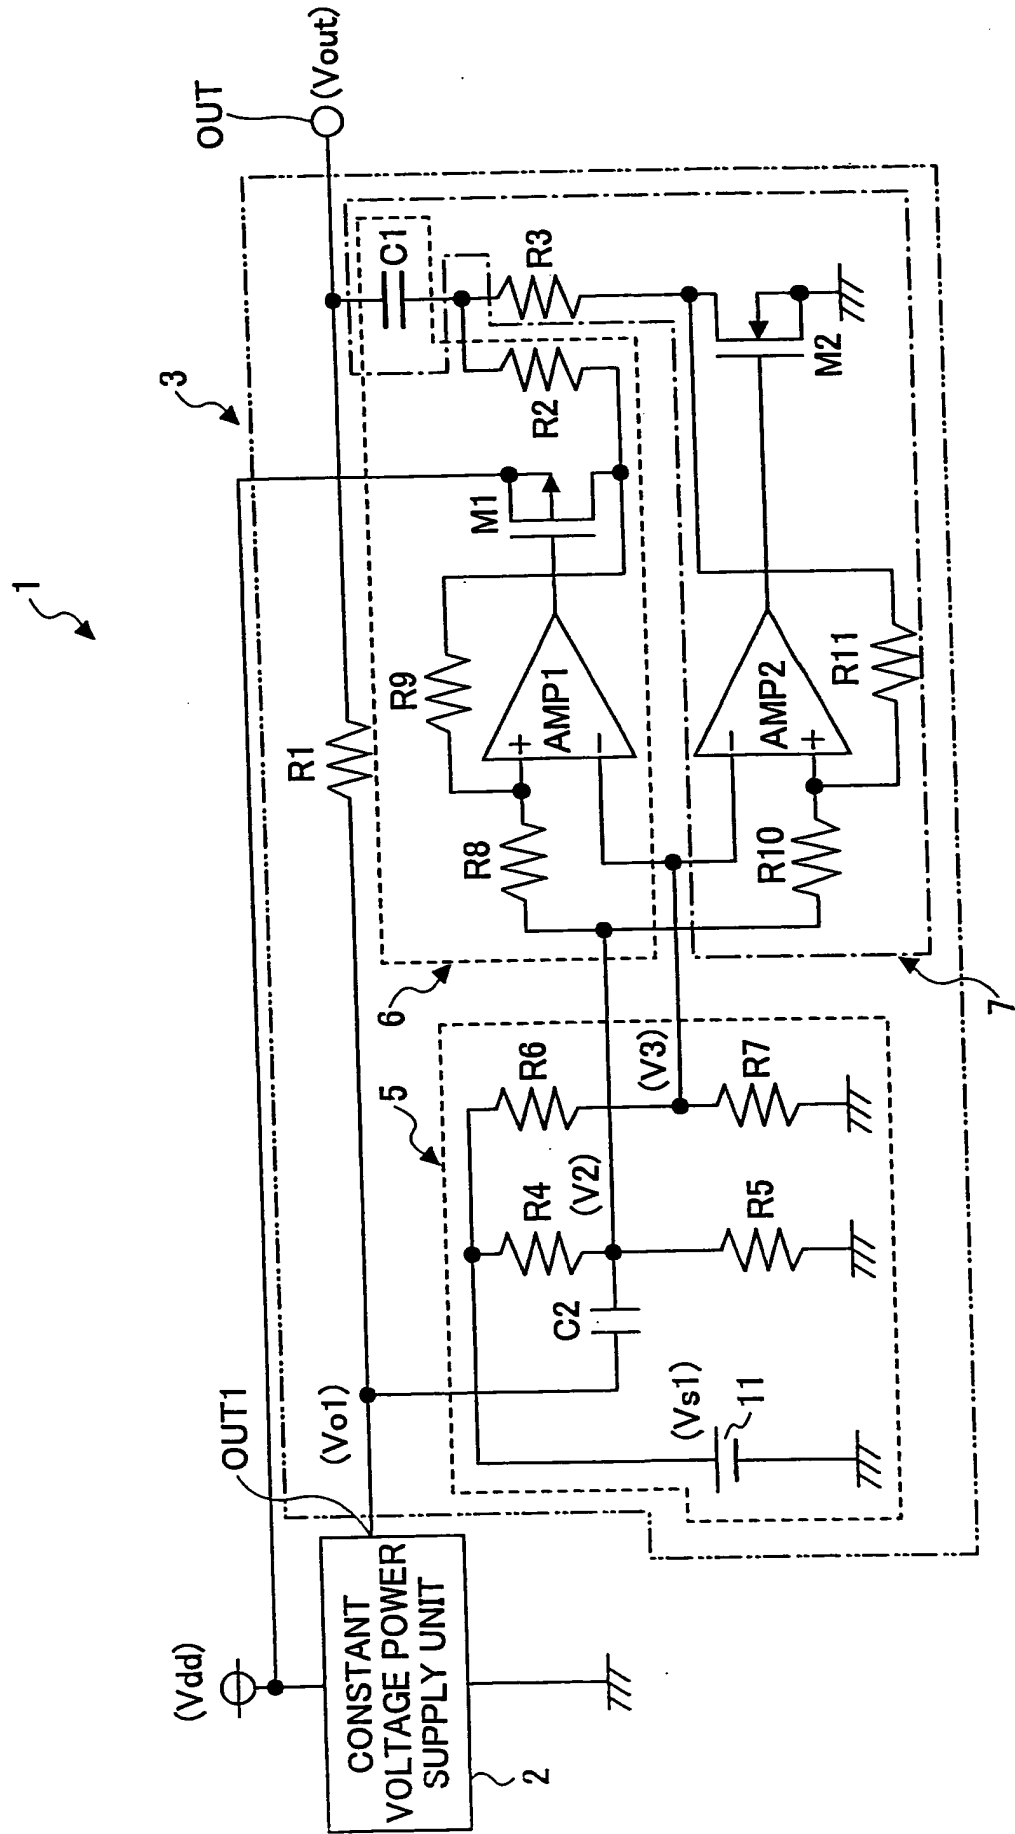 1
3
OUT
(Vout)
(Vdd)
OUT1
(Vo1)
R1
C1
R3
R2
M1
M2
R9
AMP1
+
−
R8
AMP2
−
+
R11
R10
6
7
5
R6
(V3)
R7
R4
(V2)
R5
C2
(Vs1)
11
CONSTANT
VOLTAGE POWER
SUPPLY UNIT
2